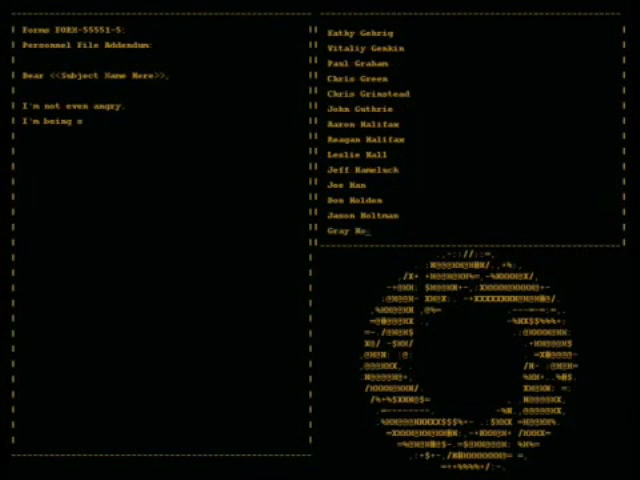 Forms FORM-55551-5:
Personnel File Addendum:
Dear <<Subject Name Here>>,
I'm not even angry.
I'm being s
Kathy Gehrig
Vitaliy Genkin
Paul Graham
Chris Green
Chris Grinstead
John Guthrie
Aaron Halifax
Reagan Halifax
Leslie Hall
Jeff Hameluck
Joe Han
Don Holden
Jason Holtman
Gray Ho_